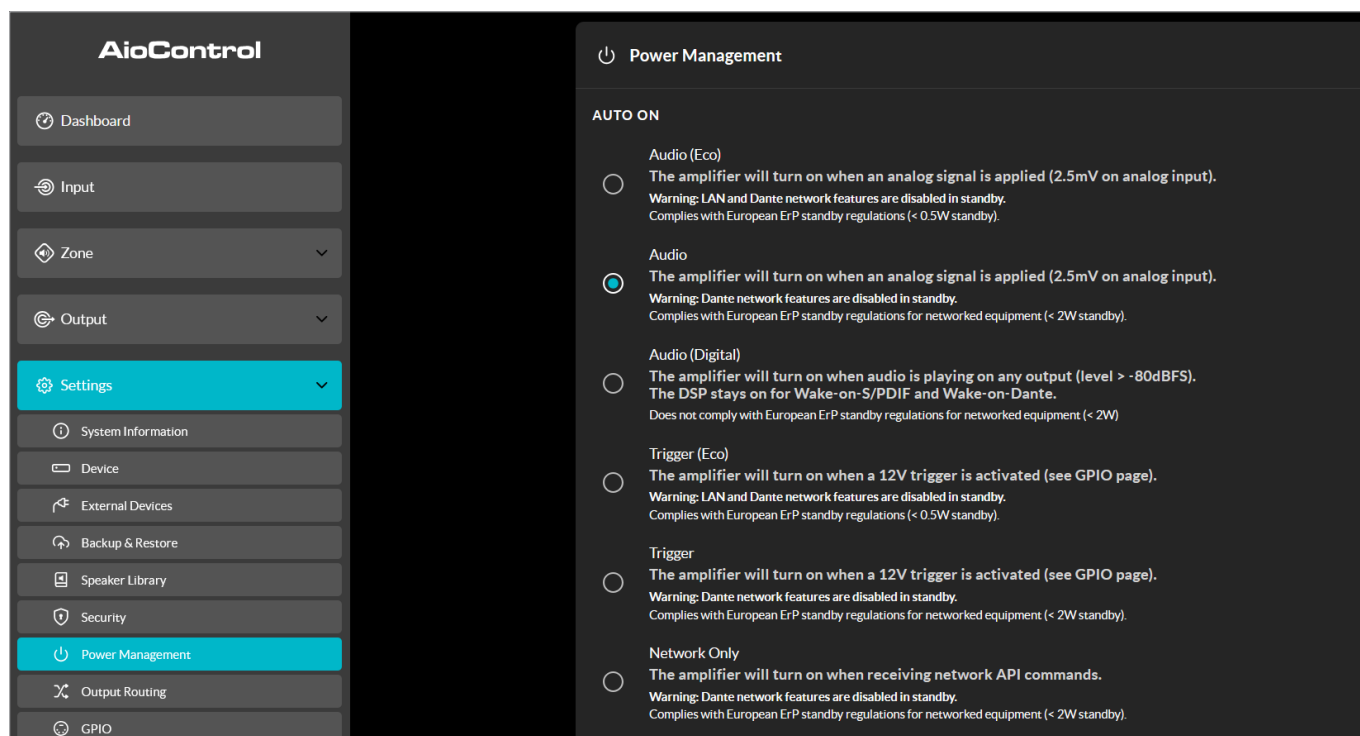 AioControl
Dashboard
Input
Zone
Output
Settings
System Information
Device
External Devices
Backup & Restore
Speaker Library
Security
Power Management
Output Routing
GPIO
Power Management
AUTO ON
Audio (Eco)
The amplifier will turn on when an analog signal is applied (2.5mV on analog input).
Warning: LAN and Dante network features are disabled in standby.
Complies with European ErP standby regulations (< 0.5W standby).
Audio
The amplifier will turn on when an analog signal is applied (2.5mV on analog input).
Warning: Dante network features are disabled in standby.
Complies with European ErP standby regulations for networked equipment (< 2W standby).
Audio (Digital)
The amplifier will turn on when audio is playing on any output (level > -80dBFS).
The DSP stays on for Wake-on-S/PDIF and Wake-on-Dante.
Does not comply with European ErP standby regulations for networked equipment (< 2W)
Trigger (Eco)
The amplifier will turn on when a 12V trigger is activated (see GPIO page).
Warning: LAN and Dante network features are disabled in standby.
Complies with European ErP standby regulations (< 0.5W standby).
Trigger
The amplifier will turn on when a 12V trigger is activated (see GPIO page).
Warning: Dante network features are disabled in standby.
Complies with European ErP standby regulations for networked equipment (< 2W standby).
Network Only
The amplifier will turn on when receiving network API commands.
Warning: Dante network features are disabled in standby.
Complies with European ErP standby regulations for networked equipment (< 2W standby).